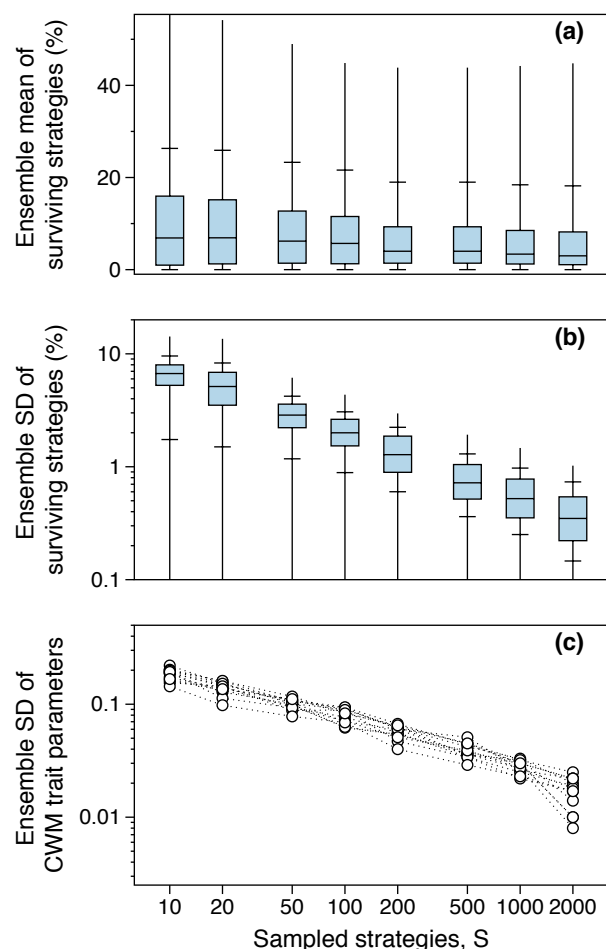 (a)
Ensemble mean of
surviving strategies (%)
40
20
0
(b)
Ensemble SD of
surviving strategies (%)
10
1
0.1
(c)
Ensemble SD of
CWM trait parameters
0.1
0.01
10 20 50 100 200 500 1000 2000
Sampled strategies, S